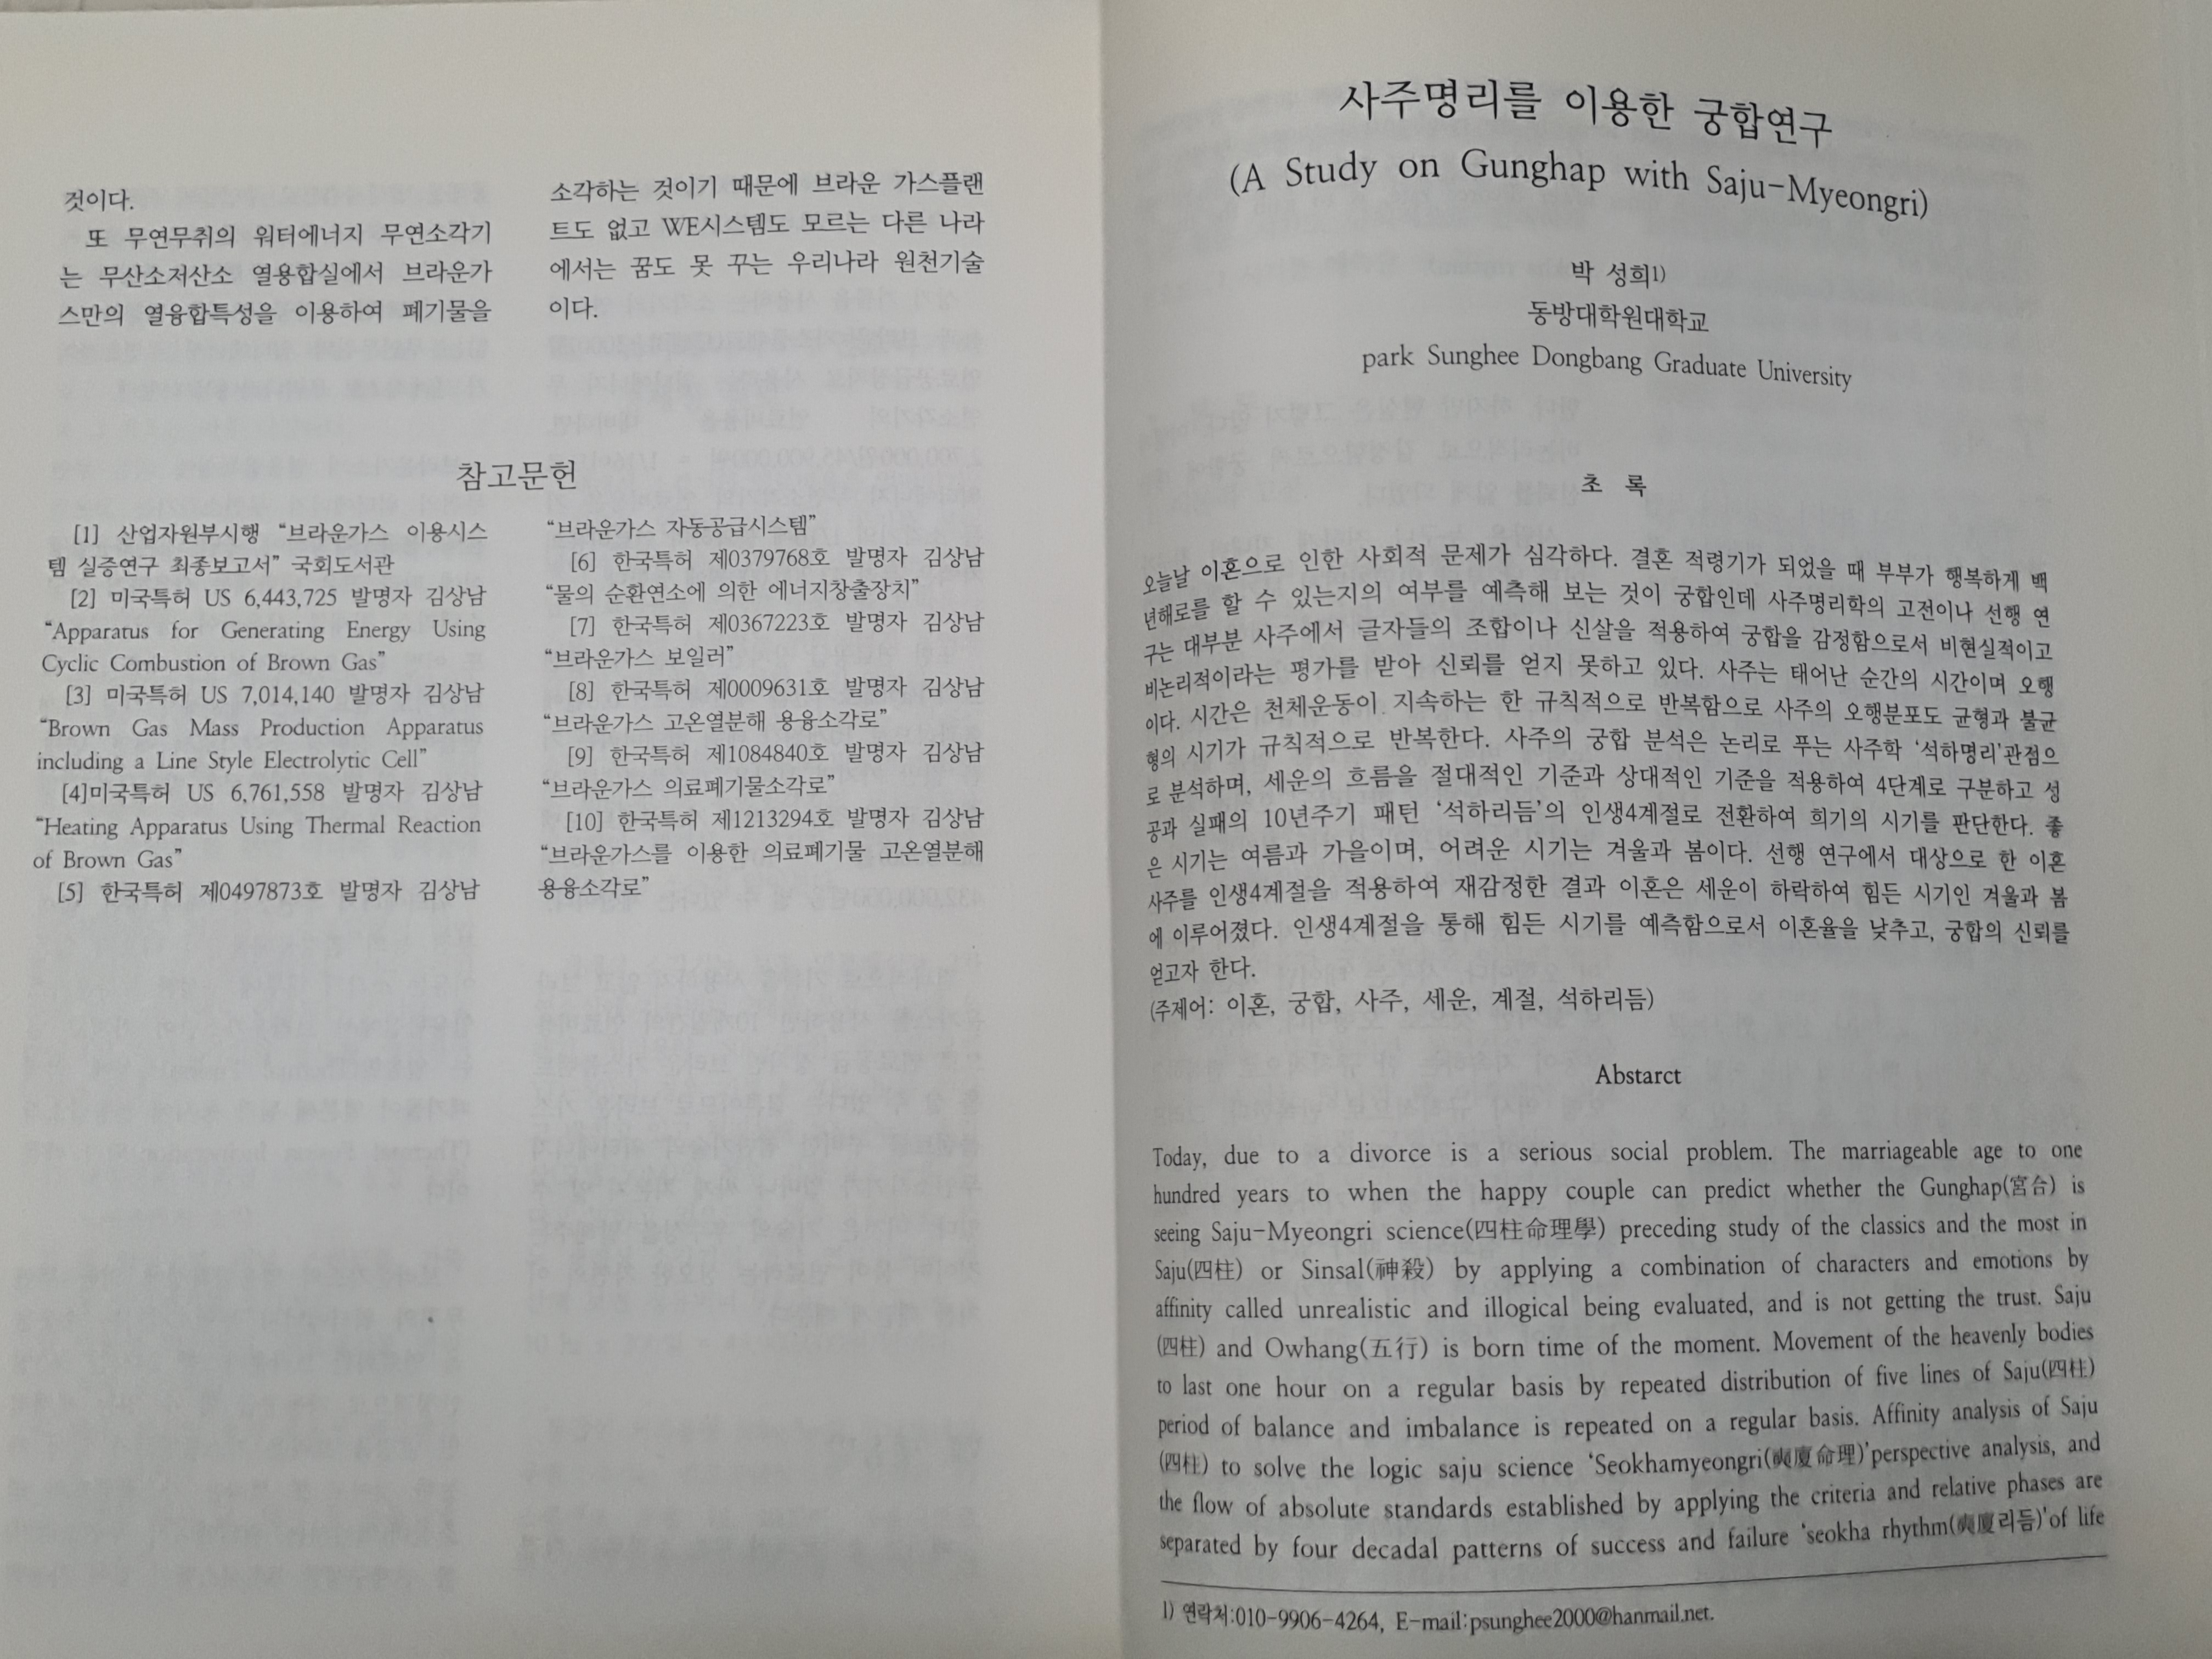 것이다.
또 무연무취의 워터에너지 무연소각기
는 무산소저산소 열용합실에서 브라운가
스만의 열융합특성을 이용하여 폐기물을
소각하는 것이기 때문에 브라운 가스플랜
트도 없고 WE시스템도 모르는 다른 나라
에서는 꿈도 못 꾸는 우리나라 원천기술
이다.
참고문헌
[1] 산업자원부시행 “브라운가스 이용시스
템 실증연구 최종보고서” 국회도서관
[2] 미국특허 US 6,443,725 발명자 김상남
“Apparatus for Generating Energy Using
Cyclic Combustion of Brown Gas”
[3] 미국특허 US 7,014,140 발명자 김상남
“Brown Gas Mass Production Apparatus
including a Line Style Electrolytic Cell”
[4]미국특허 US 6,761,558 발명자 김상남
“Heating Apparatus Using Thermal Reaction
of Brown Gas”
[5] 한국특허 제0497873호 발명자 김상남
“브라운가스 자동공급시스템”
[6] 한국특허 제0379768호 발명자 김상남
“물의 순환연소에 의한 에너지창출장치”
[7] 한국특허 제0367223호 발명자 김상남
“브라운가스 보일러”
[8] 한국특허 제0009631호 발명자 김상남
“브라운가스 고온열분해 용융소각로”
[9] 한국특허 제1084840호 발명자 김상남
“브라운가스 의료폐기물소각로”
[10] 한국특허 제1213294호 발명자 김상남
“브라운가스를 이용한 의료폐기물 고온열분해
용융소각로”
사주명리를 이용한 궁합연구
(A Study on Gunghap with Saju-Myeongri)
박 성희1)
동방대학원대학교
park Sunghee Dongbang Graduate University
초 록
오늘날 이혼으로 인한 사회적 문제가 심각하다. 결혼 적령기가 되었을 때 부부가 행복하게 백
년해로를 할 수 있는지의 여부를 예측해 보는 것이 궁합인데 사주명리학의 고전이나 선행 연
구는 대부분 사주에서 글자들의 조합이나 신살을 적용하여 궁합을 감정함으로서 비현실적이고
비논리적이라는 평가를 받아 신뢰를 얻지 못하고 있다. 사주는 태어난 순간의 시간이며 오행
이다. 시간은 천체운동이 지속하는 한 규칙적으로 반복함으로 사주의 오행분포도 균형과 불균
형의 시기가 규칙적으로 반복한다. 사주의 궁합 분석은 논리로 푸는 사주학 ‘석하명리’관점으
로 분석하며, 세운의 흐름을 절대적인 기준과 상대적인 기준을 적용하여 4단계로 구분하고 성
공과 실패의 10년주기 패턴 ‘석하리듬’의 인생4계절로 전환하여 희기의 시기를 판단한다. 좋
은 시기는 여름과 가을이며, 어려운 시기는 겨울과 봄이다. 선행 연구에서 대상으로 한 이혼
사주를 인생4계절을 적용하여 재감정한 결과 이혼은 세운이 하락하여 힘든 시기인 겨울과 봄
에 이루어졌다. 인생4계절을 통해 힘든 시기를 예측함으로서 이혼율을 낮추고, 궁합의 신뢰를
얻고자 한다.
(주제어: 이혼, 궁합, 사주, 세운, 계절, 석하리듬)
Abstarct
Today, due to a divorce is a serious social problem. The marriageable age to one
hundred years to when the happy couple can predict whether the Gunghap(宮合) is
seeing Saju-Myeongri science(四柱命理學) preceding study of the classics and the most in
Saju(四柱) or Sinsal(神殺) by applying a combination of characters and emotions by
affinity called unrealistic and illogical being evaluated, and is not getting the trust. Saju
(四柱) and Owhang(五行) is born time of the moment. Movement of the heavenly bodies
to last one hour on a regular basis by repeated distribution of five lines of Saju(四柱)
period of balance and imbalance is repeated on a regular basis. Affinity analysis of Saju
(四柱) to solve the logic saju science ‘Seokhamyeongri(奭廈命理)’perspective analysis, and
the flow of absolute standards established by applying the criteria and relative phases are
separated by four decadal patterns of success and failure ‘seokha rhythm(奭廈리듬)’of life
1) 연락처:010-9906-4264, E-mail:psunghee2000@hanmail.net.